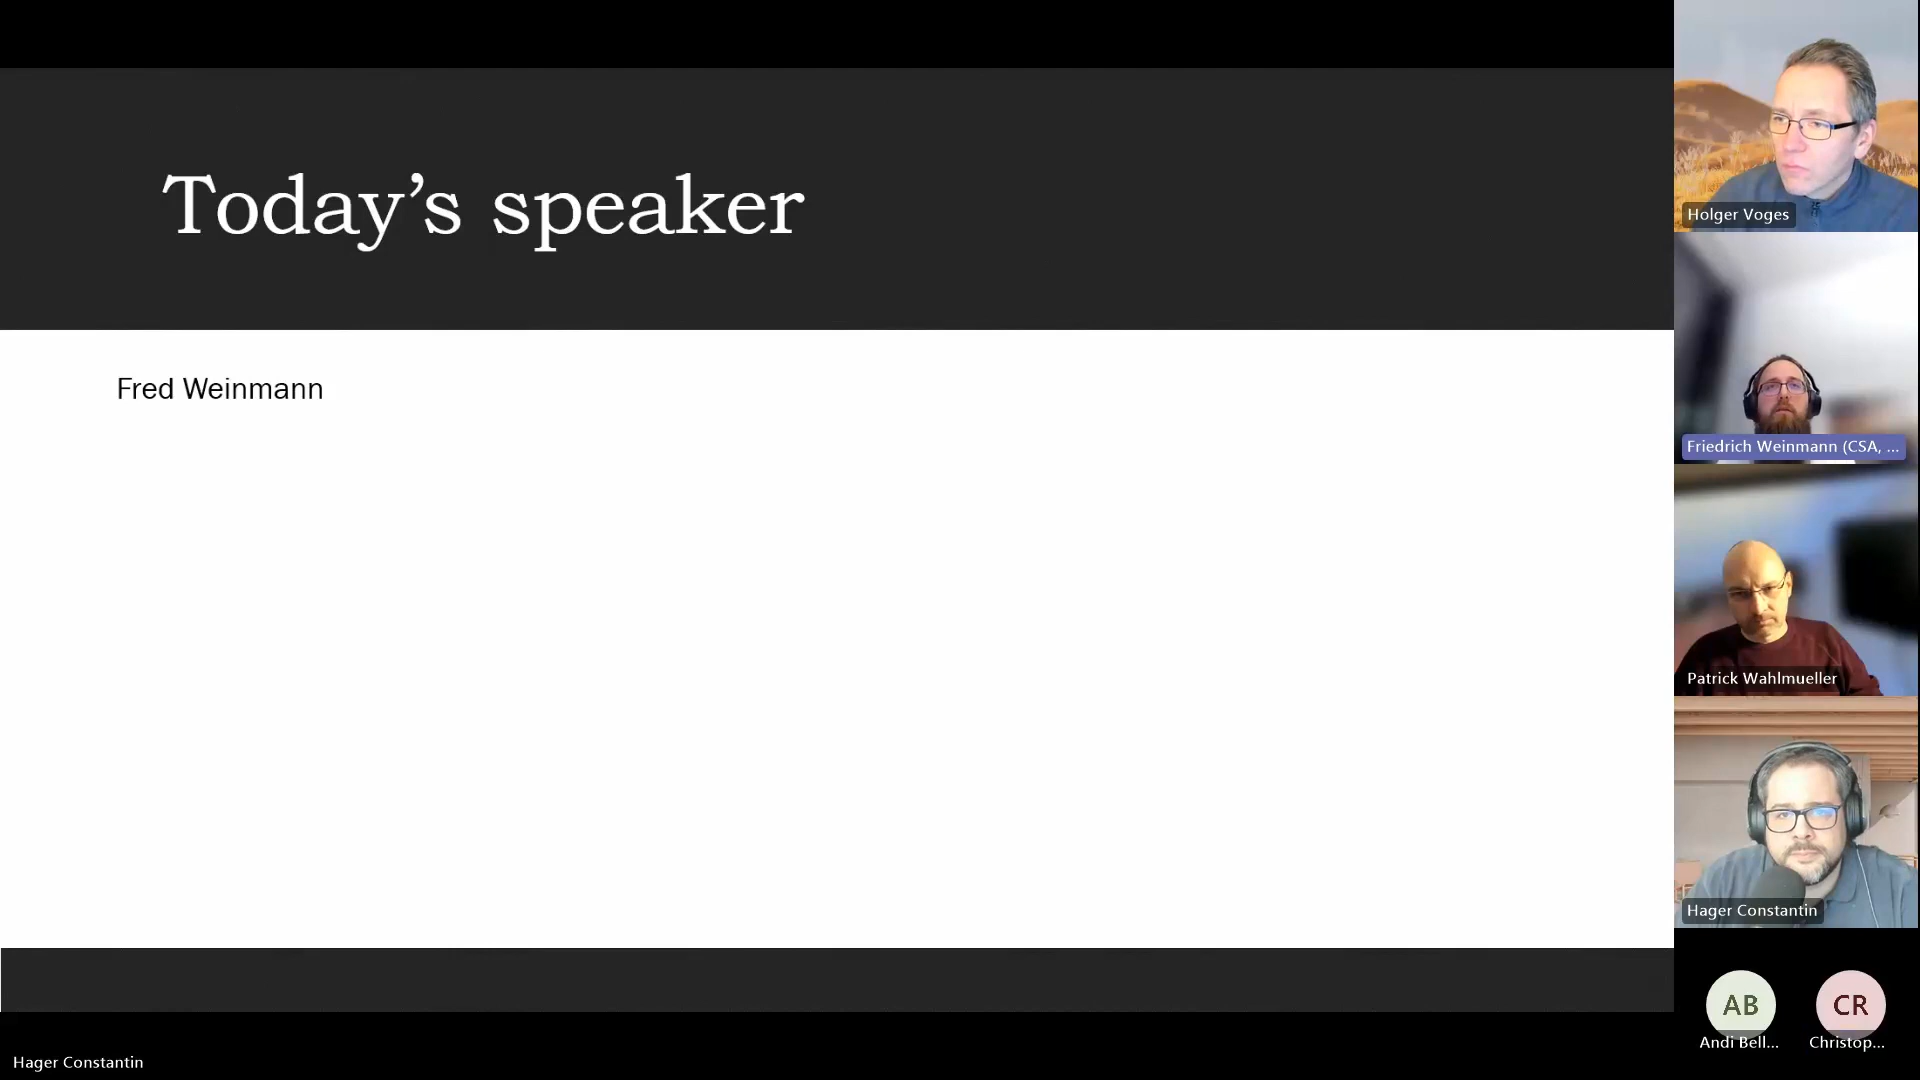 Today’s speaker
Fred Weinmann
Holger Voges
Friedrich Weinmann (CSA, ...
Patrick Wahlmueller
Hager Constantin
AB
CR
Andi Bell...
Christop...
Hager Constantin